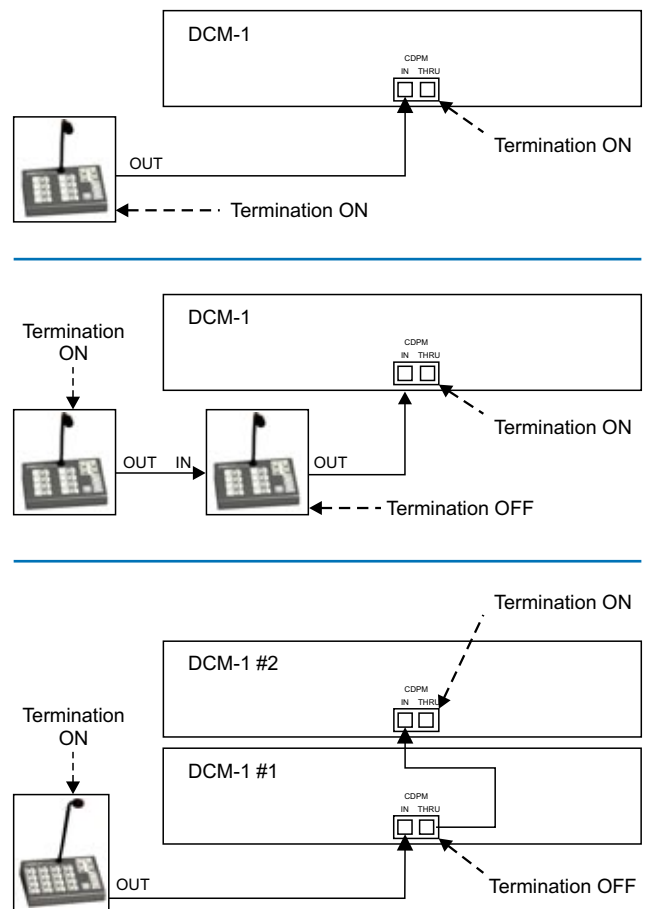 DCM-1
CDPM
IN THRU
Termination ON
OUT
Termination ON
DCM-1
Termination
ON
CDPM
IN THRU
Termination ON
OUT IN
OUT
Termination OFF
Termination ON
DCM-1 #2
CDPM
IN THRU
Termination
ON
DCM-1 #1
CDPM
IN THRU
OUT
Termination OFF